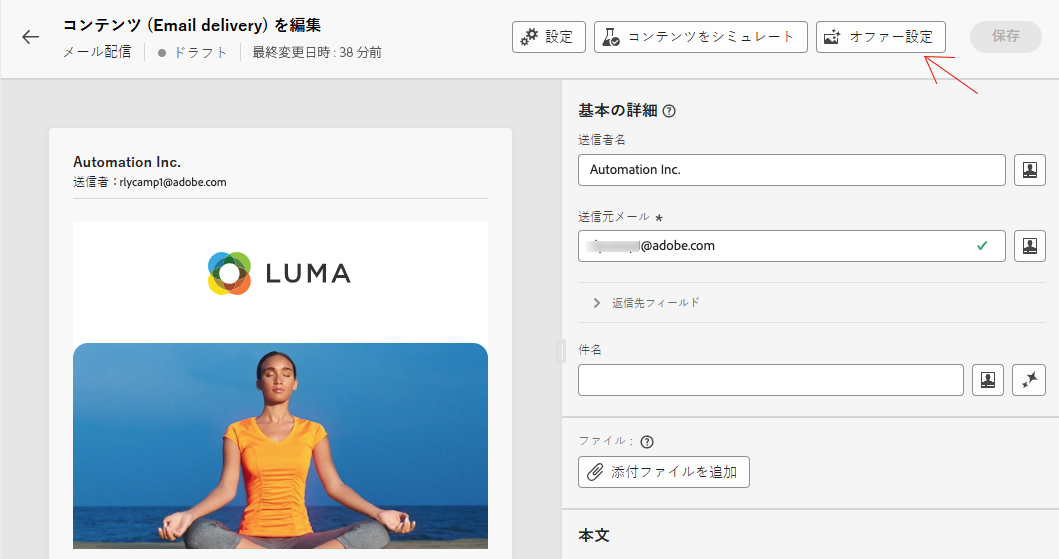 コンテンツ (Email delivery) を編集
メール配信 ドラフト 最終変更日時 : 38 分前
設定 コンテンツをシミュレート オファー設定 保存
Automation Inc.
送信者 : rlycamp1@adobe.com
LUMA
基本の詳細
送信者名
Automation Inc.
送信元メール *
@adobe.com
返信先フィールド
件名
ファイル :
添付ファイルを追加
本文